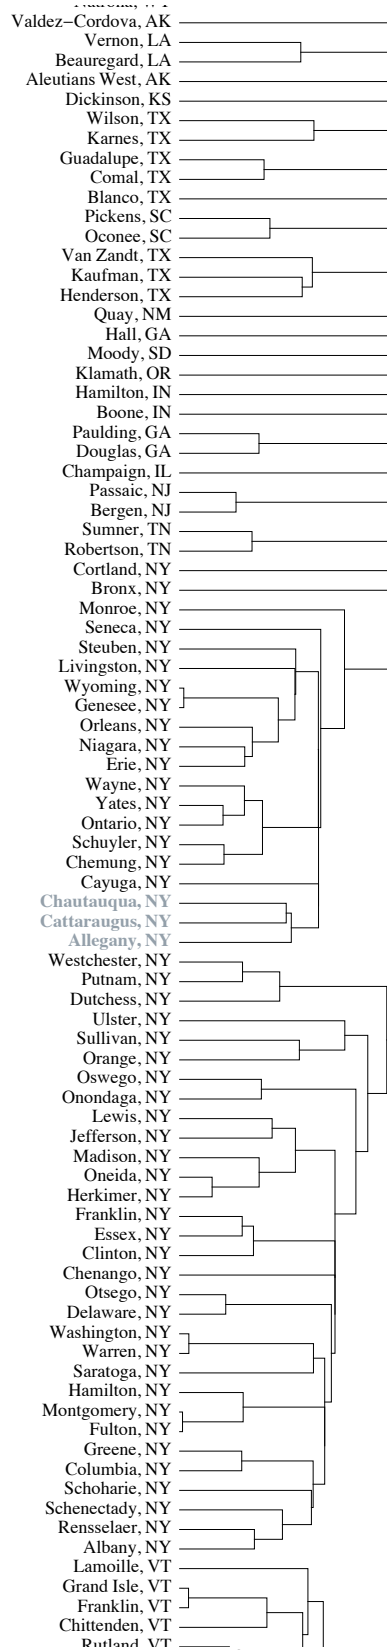 Valdez−Cordova, AK
Vernon, LA
Beauregard, LA
Aleutians West, AK
Dickinson, KS
Wilson, TX
Karnes, TX
Guadalupe, TX
Comal, TX
Blanco, TX
Pickens, SC
Oconee, SC
Van Zandt, TX
Kaufman, TX
Henderson, TX
Quay, NM
Hall, GA
Moody, SD
Klamath, OR
Hamilton, IN
Boone, IN
Paulding, GA
Douglas, GA
Champaign, IL
Passaic, NJ
Bergen, NJ
Sumner, TN
Robertson, TN
Cortland, NY
Bronx, NY
Monroe, NY
Seneca, NY
Steuben, NY
Livingston, NY
Wyoming, NY
Genesee, NY
Orleans, NY
Niagara, NY
Erie, NY
Wayne, NY
Yates, NY
Ontario, NY
Schuyler, NY
Chemung, NY
Cayuga, NY
Chautauqua, NY
Cattaraugus, NY
Allegany, NY
Westchester, NY
Putnam, NY
Dutchess, NY
Ulster, NY
Sullivan, NY
Orange, NY
Oswego, NY
Onondaga, NY
Lewis, NY
Jefferson, NY
Madison, NY
Oneida, NY
Herkimer, NY
Franklin, NY
Essex, NY
Clinton, NY
Chenango, NY
Otsego, NY
Delaware, NY
Washington, NY
Warren, NY
Saratoga, NY
Hamilton, NY
Montgomery, NY
Fulton, NY
Greene, NY
Columbia, NY
Schoharie, NY
Schenectady, NY
Rensselaer, NY
Albany, NY
Lamoille, VT
Grand Isle, VT
Franklin, VT
Chittenden, VT
Rutland, VT